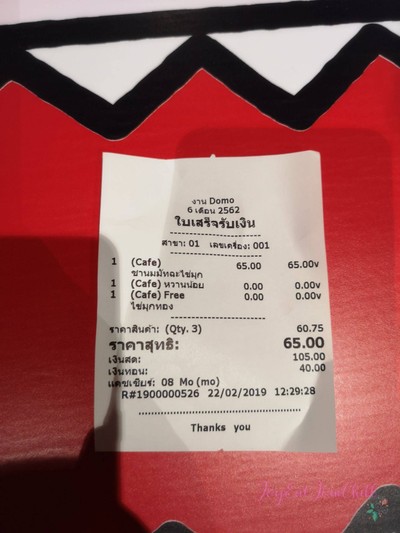 งาน Domo
6 เดือน 2562
ใบเสร็จรับเงิน
สาขา: 01 เลขเครื่อง: 001
1 (Cafe) 65.00 65.00v
ชานมมัทฉะไข่มุก
1 (Cafe) หวานน้อย 0.00 0.00v
1 (Cafe) Free 0.00 0.00v
ไข่มุกทอง
ราคาสินค้า: (Qty. 3) 60.75
ราคาสุทธิ: 65.00
เงินสด: 105.00
เงินทอน: 40.00
แคชเชียร์: 08 Mo (mo)
R#1900000526 22/02/2019 12:29:28
Thanks you